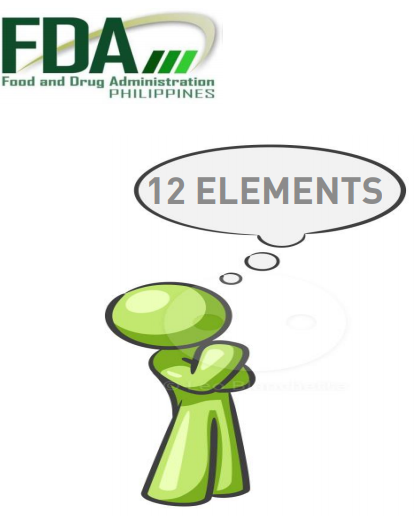 FDA
Food and Drug Administration
PHILIPPINES
12 ELEMENTS